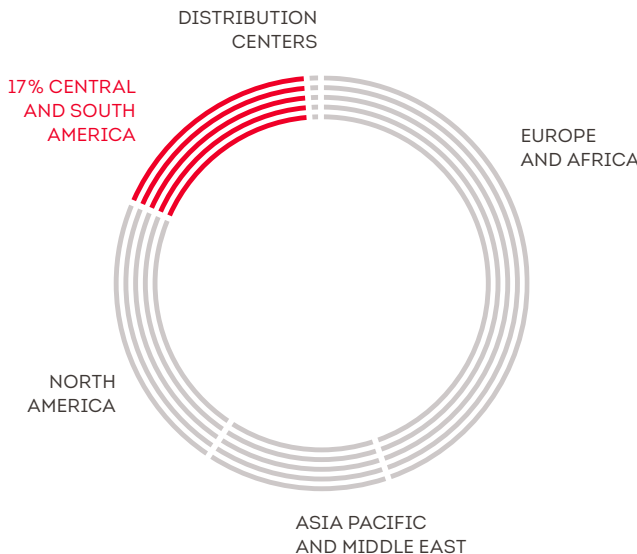 DISTRIBUTION
CENTERS
17% CENTRAL
AND SOUTH
AMERICA
EUROPE
AND AFRICA
NORTH
AMERICA
ASIA PACIFIC
AND MIDDLE EAST